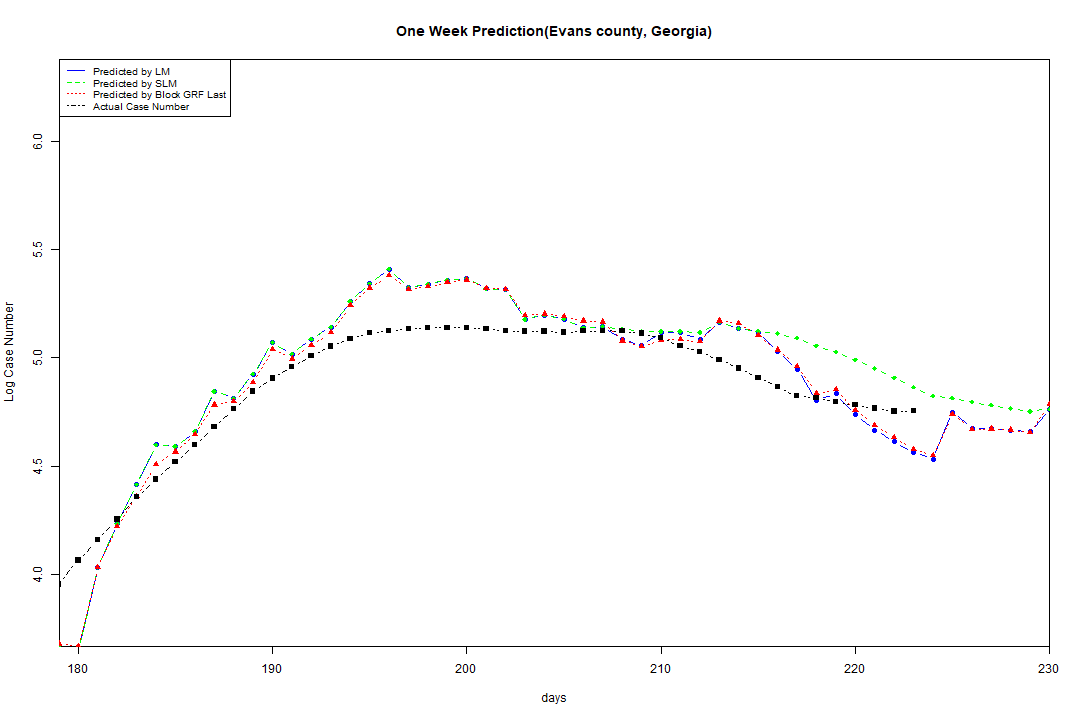 One Week Prediction(Evans county, Georgia)
Predicted by LM
Predicted by SLM
Predicted by Block GRF Last
Actual Case Number
6.0
5.5
5.0
4.5
4.0
Log Case Number
180 190 200 210 220 230
days